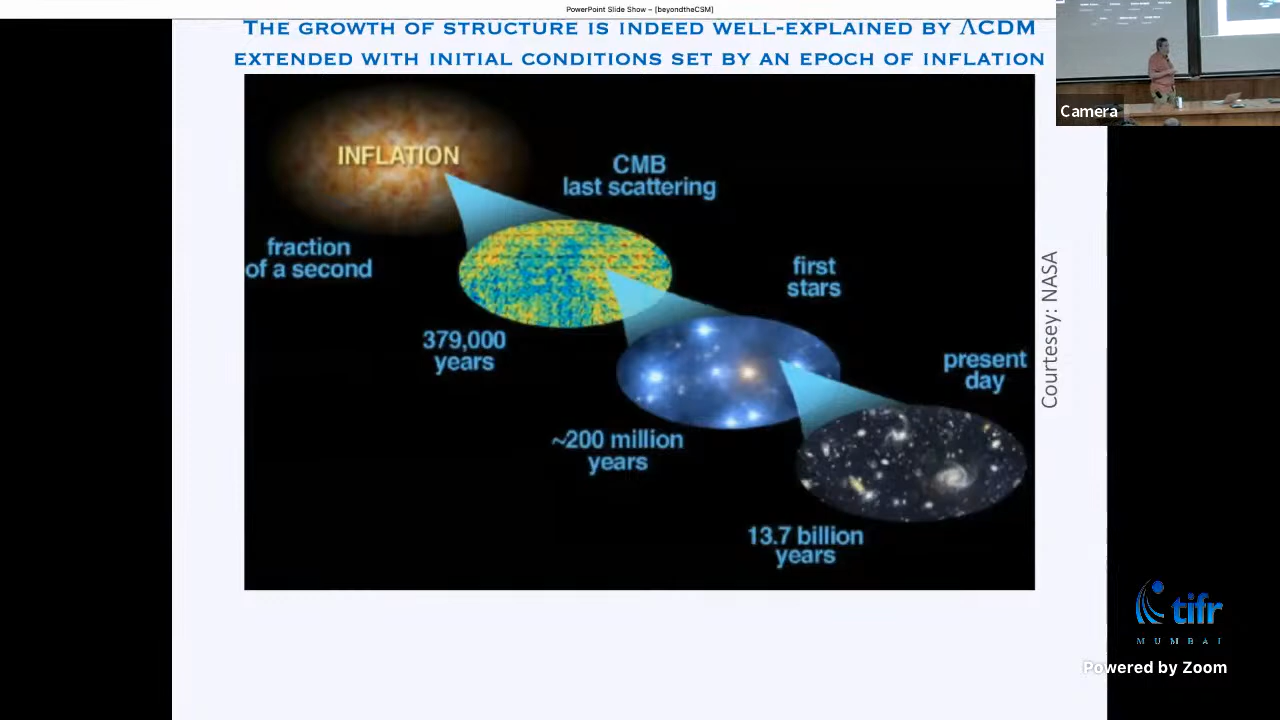 PowerPoint Slide Show – [beyondtheCSM]
THE GROWTH OF STRUCTURE IS INDEED WELL-EXPLAINED BY ΛCDM
EXTENDED WITH INITIAL CONDITIONS SET BY AN EPOCH OF INFLATION
Camera
INFLATION
CMB
last scattering
fraction
of a second
first
stars
379,000
years
present
day
Courtesey: NASA
~200 million
years
13.7 billion
years
tifr
MUMBAI
Powered by Zoom